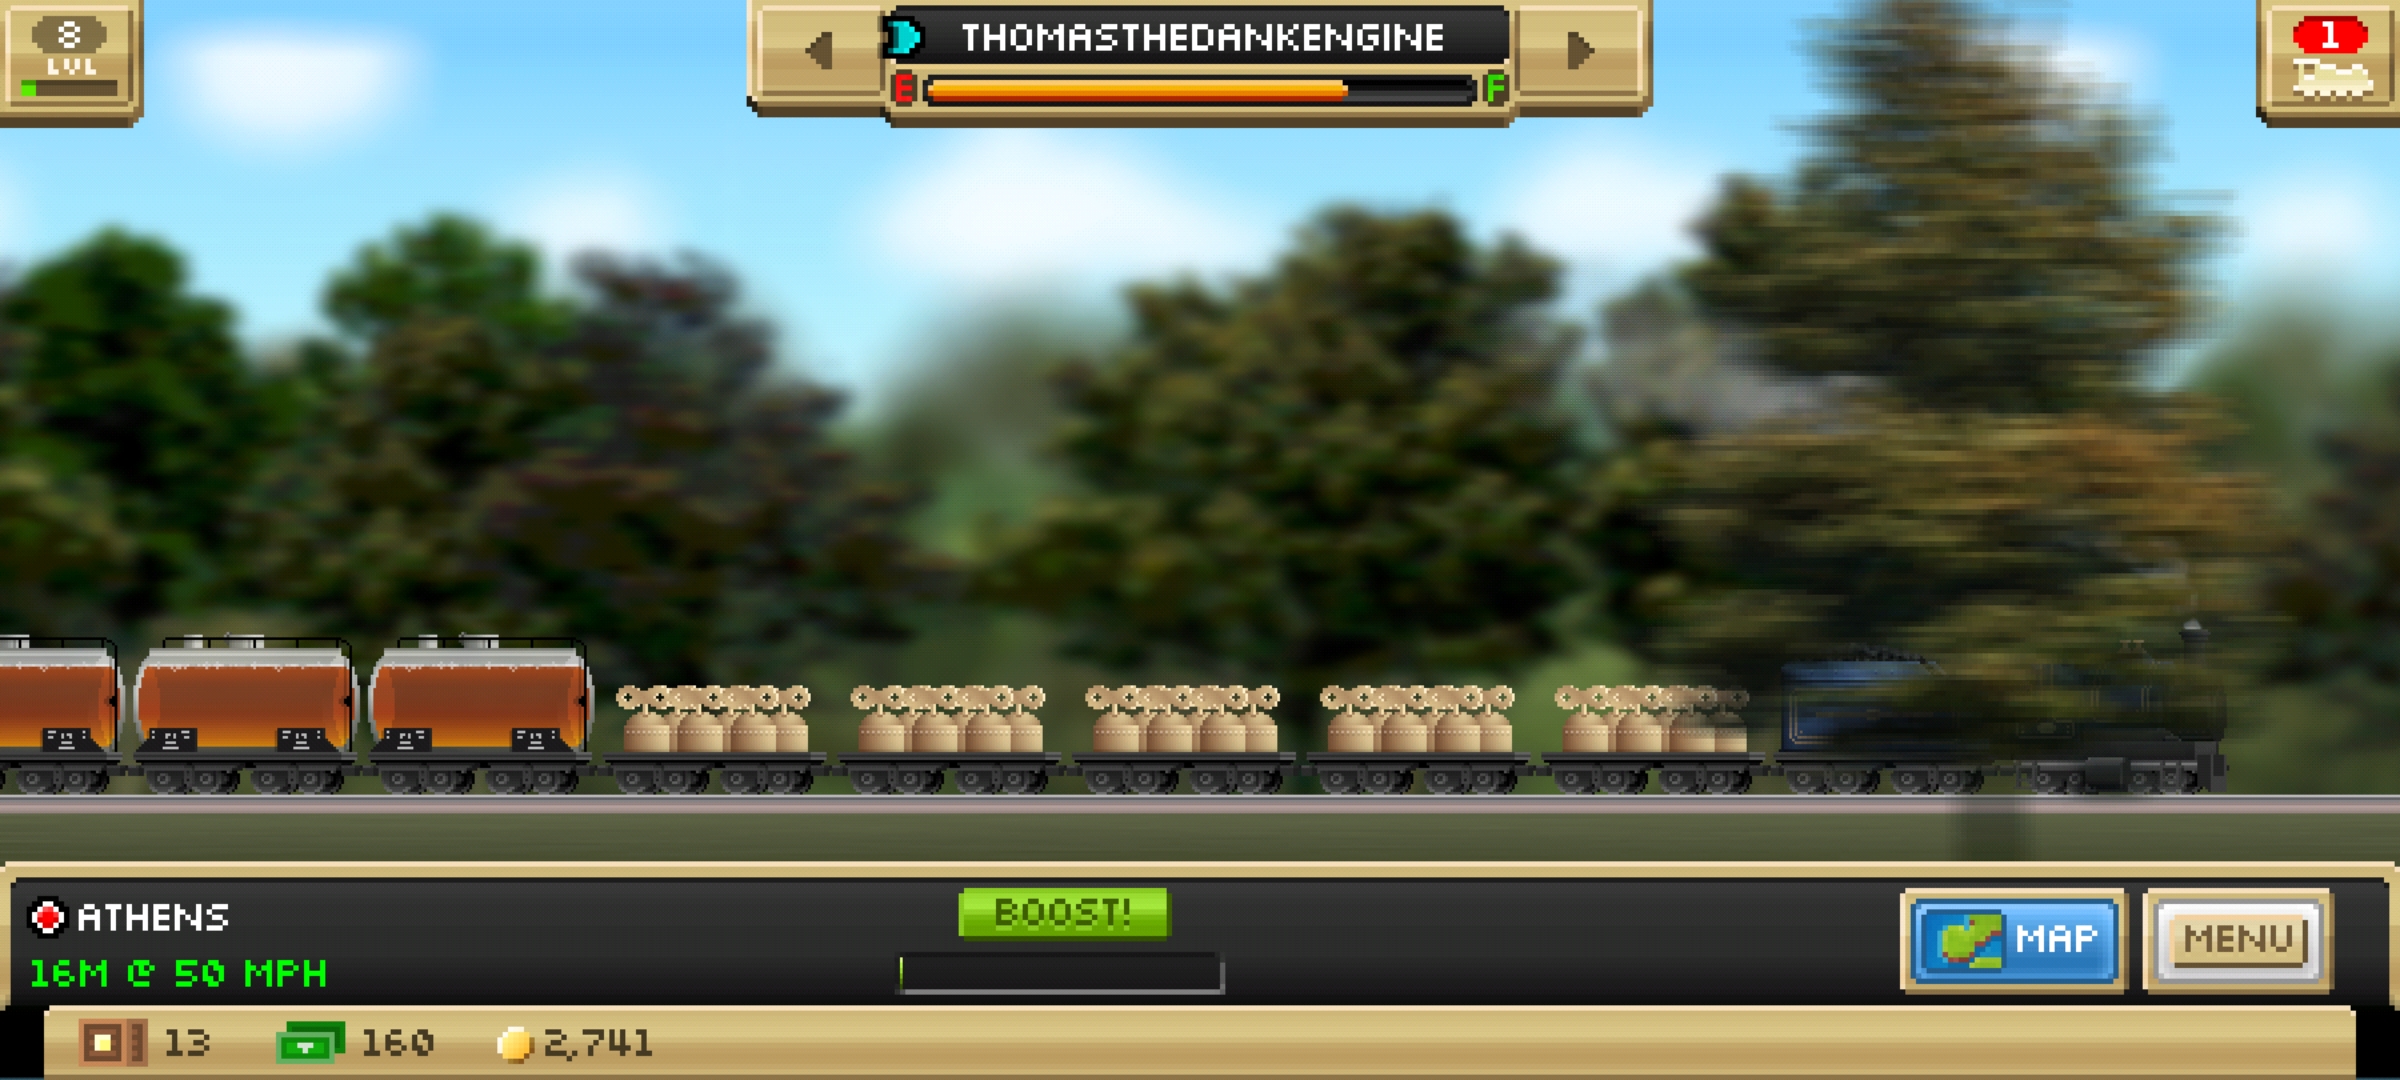 8
LVL
THOMASTHEDANKENGINE
E F
1
ATHENS
16M @ 50 MPH
BOOST!
MAP
MENU
13 160 2,741